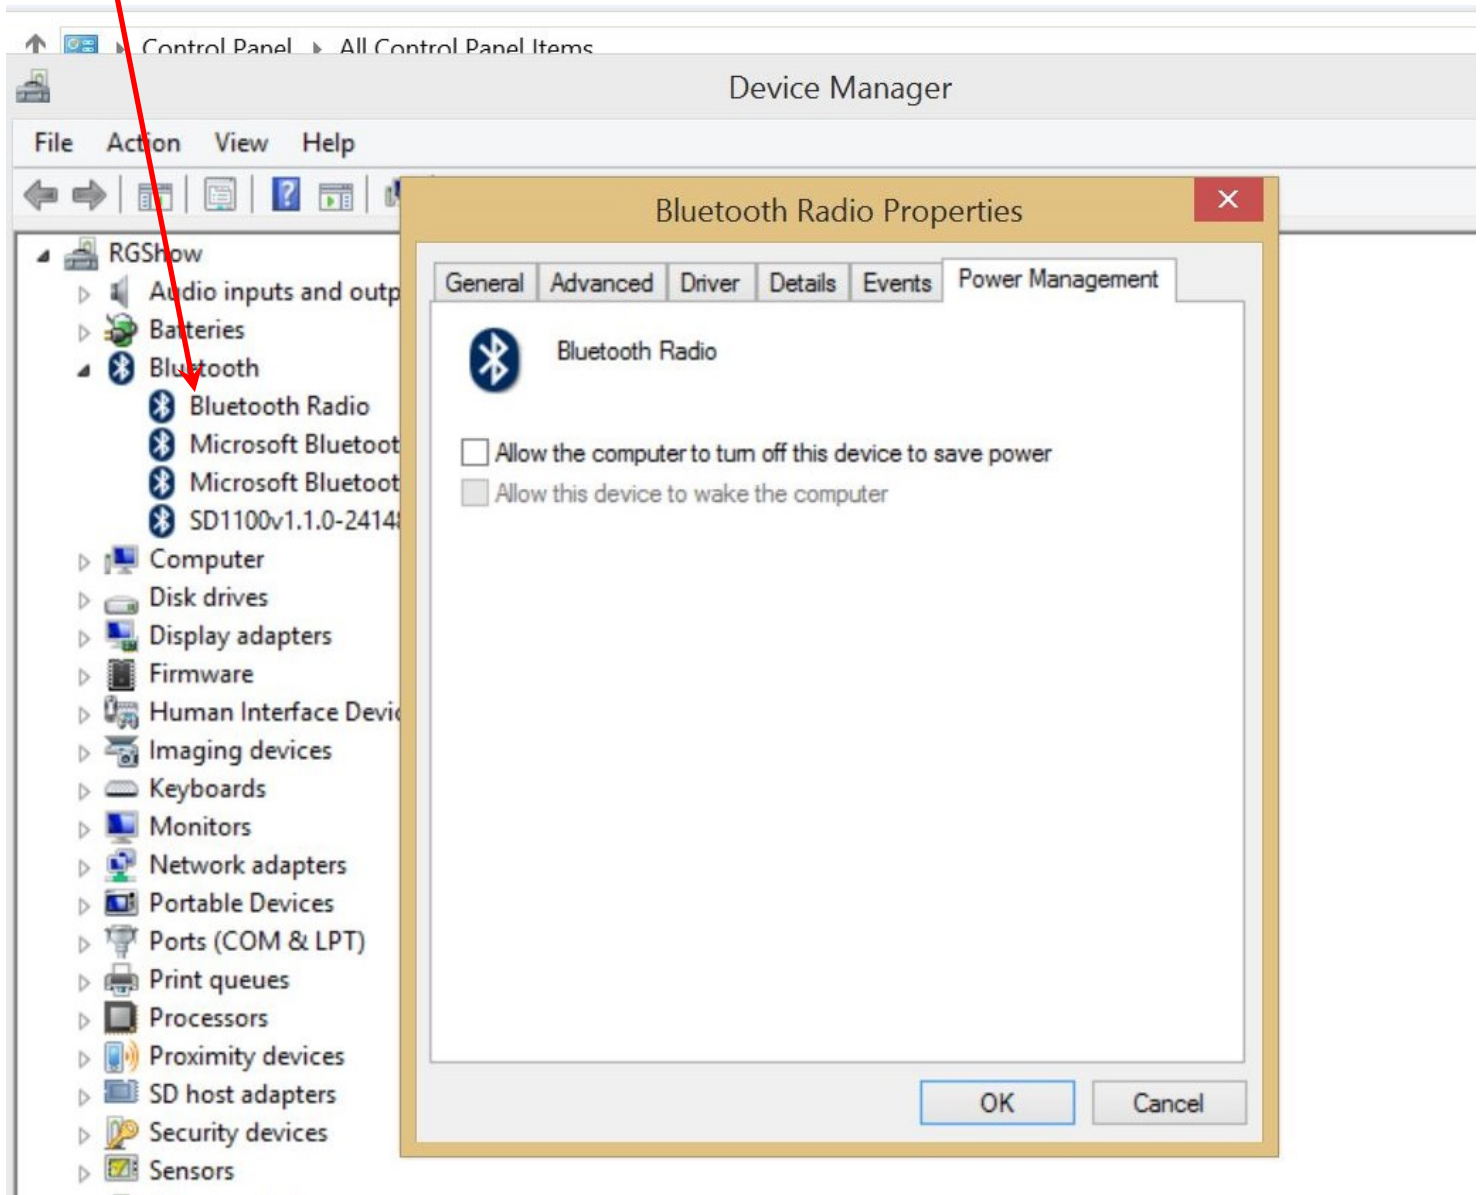 Control Panel All Control Panel Items
Device Manager
File Action View Help
Bluetooth Radio Properties
RGShow
Audio inputs and outp
Batteries
Bluetooth
Bluetooth Radio
Microsoft Bluetoot
Microsoft Bluetoot
SD1100v1.1.0-2414
Computer
Disk drives
Display adapters
Firmware
Human Interface Devic
Imaging devices
Keyboards
Monitors
Network adapters
Portable Devices
Ports (COM & LPT)
Print queues
Processors
Proximity devices
SD host adapters
Security devices
Sensors
General Advanced Driver Details Events Power Management
Bluetooth Radio
Allow the computer to turn off this device to save power
Allow this device to wake the computer
OK Cancel